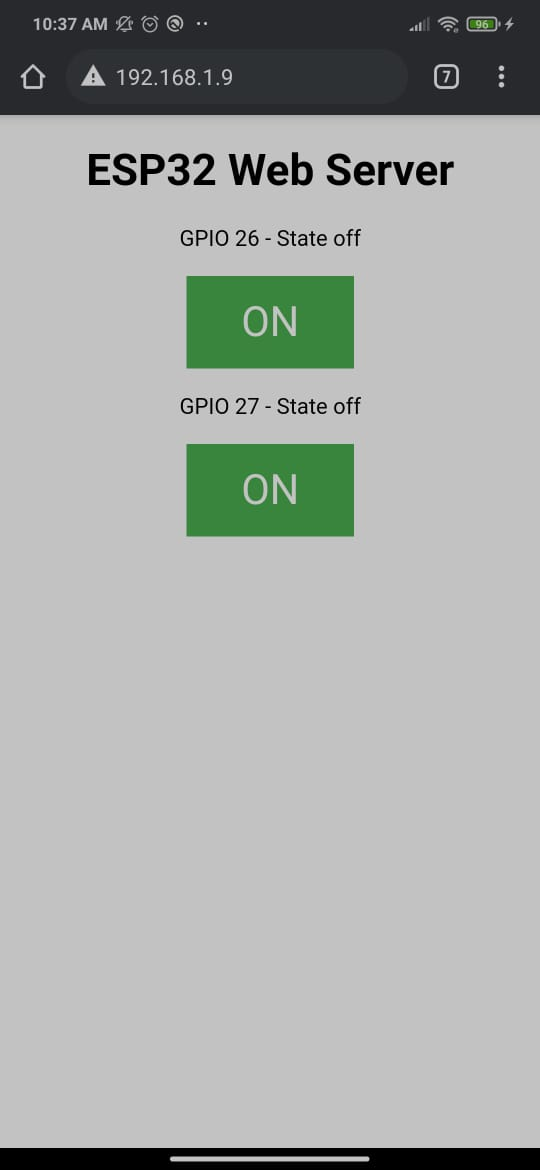 10:37 AM
96
192.168.1.9
7
ESP32 Web Server
GPIO 26 - State off
ON
GPIO 27 - State off
ON